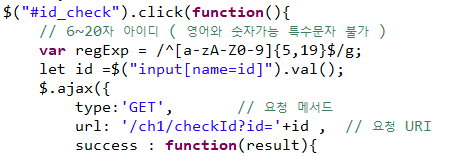 $("#id_check").click(function(){
// 6~20자 아이디 ( 영어와 숫자가능 특수문자 불가 )
var regExp = /^[a-zA-Z0-9]{5,19}$/g;
let id =$("input[name=id]").val();
$.ajax({
type:'GET', // 요청 메서드
url: '/ch1/checkId?id='+id , // 요청 URI
success : function(result){